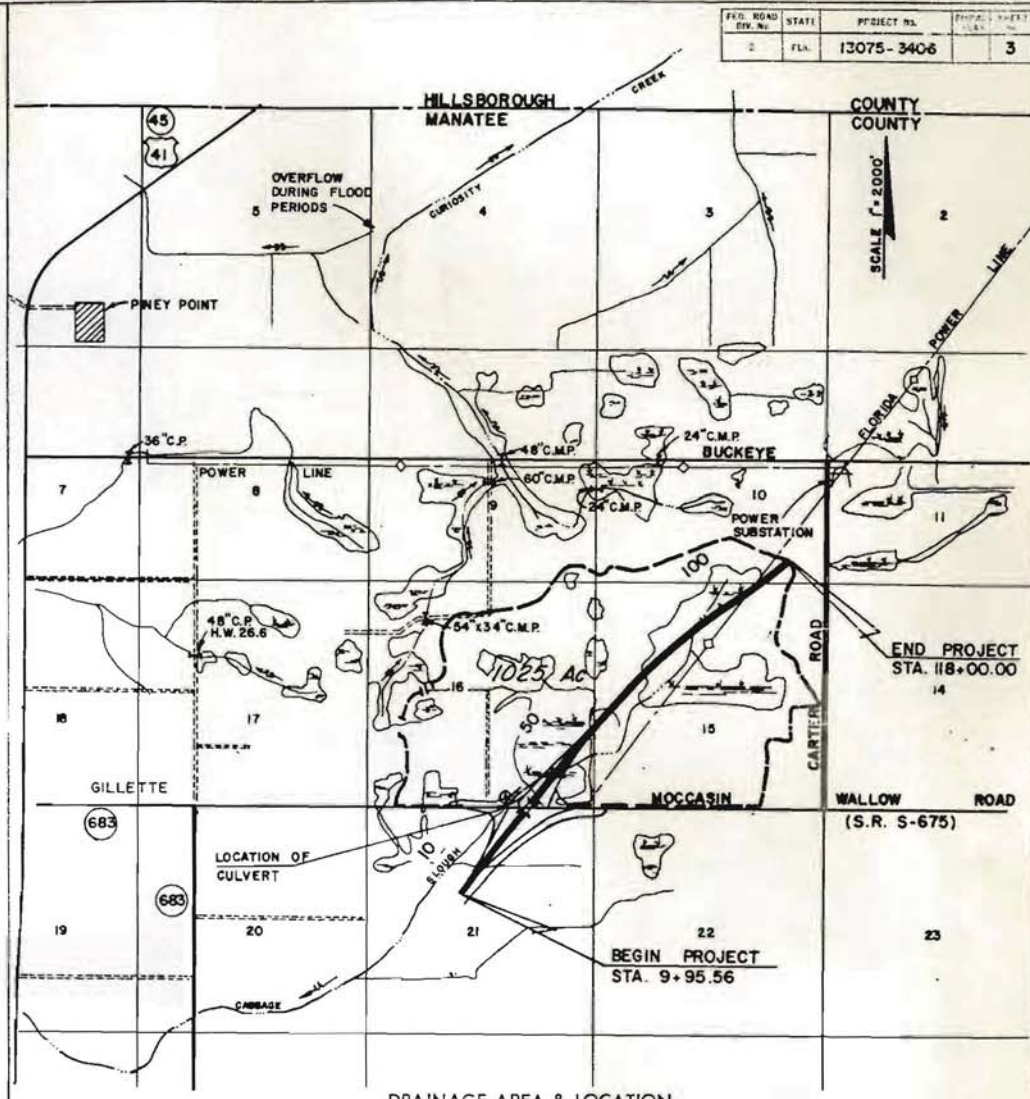 FED. ROAD DIV. No. STATE PROJECT no.
FLA. 13075-3406 3
HILLSBOROUGH COUNTY
MANATEE COUNTY
CREEK
45
41
OVERFLOW
DURING FLOOD
PERIODS
CURIOSITY
5 4 3 2
SCALE 1"=2000'
PINEY POINT
FLORIDA POWER LINE
36"C.P.
48"C.M.P.
24"C.M.P.
BUCKEYE
POWER LINE
60"C.M.P.
24"C.M.P.
7 8 9 10 11
POWER
SUBSTATION
100
48"C.P.
H.W. 26.6
54"x34"C.M.P.
1025 Ac
END PROJECT
STA. 118+00.00
18 17 16 15 14
50
CARTER ROAD
GILLETTE
MOCCASIN WALLOW ROAD
(S.R. S-675)
683
LOCATION OF
CULVERT
10
SLOUGH
683
19 20 21 22 23
BEGIN PROJECT
STA. 9+95.56
CABBAGE
DRAINAGE AREA & LOCATION